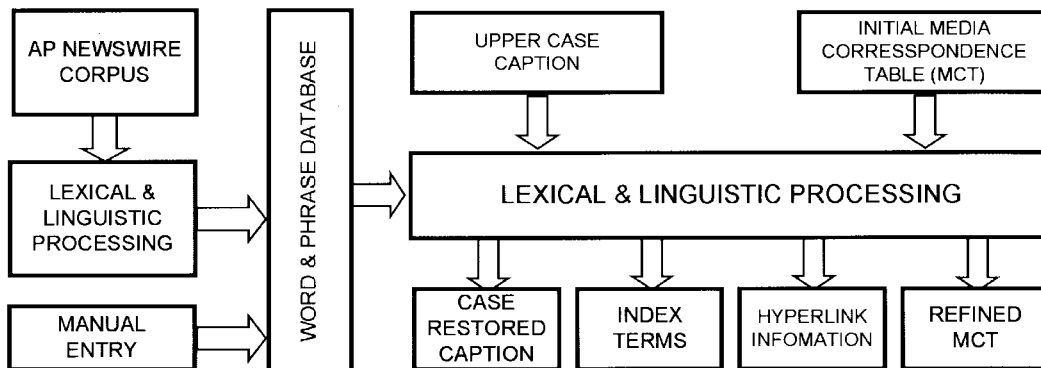 AP NEWSWIRE
CORPUS
LEXICAL &
LINGUISTIC
PROCESSING
MANUAL
ENTRY
WORD & PHRASE DATABASE
UPPER CASE
CAPTION
INITIAL MEDIA
CORRESSPONDENCE
TABLE (MCT)
LEXICAL & LINGUISTIC PROCESSING
CASE
RESTORED
CAPTION
INDEX
TERMS
HYPERLINK
INFOMATION
REFINED
MCT